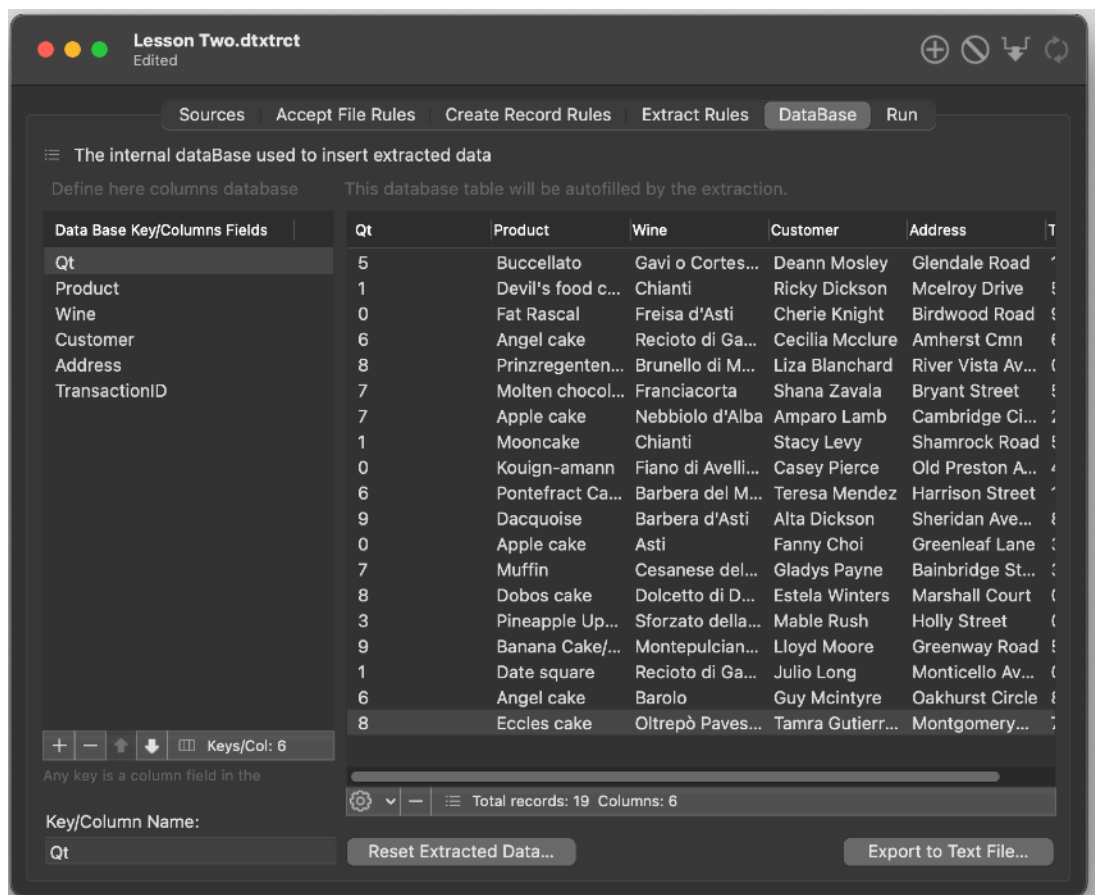 Lesson Two.dtxtrct
Edited
Sources Accept File Rules Create Record Rules Extract Rules DataBase Run
The internal dataBase used to insert extracted data
Define here columns database This database table will be autofilled by the extraction.
Data Base Key/Columns Fields
Qt
Product
Wine
Customer
Address
TransactionID
Qt Product Wine Customer Address T
5 Buccellato Gavi o Cortes... Deann Mosley Glendale Road
1 Devil's food c... Chianti Ricky Dickson Mcelroy Drive
0 Fat Rascal Freisa d'Asti Cherie Knight Birdwood Road
6 Angel cake Recioto di Ga... Cecilia Mcclure Amherst Cmn
8 Prinzregenten... Brunello di M... Liza Blanchard River Vista Av...
7 Molten chocol... Franciacorta Shana Zavala Bryant Street
7 Apple cake Nebbiolo d'Alba Amparo Lamb Cambridge Ci...
1 Mooncake Chianti Stacy Levy Shamrock Road
0 Kouign-amann Fiano di Avelli... Casey Pierce Old Preston A...
6 Pontefract Ca... Barbera del M... Teresa Mendez Harrison Street
9 Dacquoise Barbera d'Asti Alta Dickson Sheridan Ave...
0 Apple cake Asti Fanny Choi Greenleaf Lane
7 Muffin Cesanese del... Gladys Payne Bainbridge St...
8 Dobos cake Dolcetto di D... Estela Winters Marshall Court
3 Pineapple Up... Sforzato della... Mable Rush Holly Street
9 Banana Cake/... Montepulcian... Lloyd Moore Greenway Road
1 Date square Recioto di Ga... Julio Long Monticello Av...
6 Angel cake Barolo Guy Mcintyre Oakhurst Circle
8 Eccles cake Oltrepò Paves... Tamra Gutierr... Montgomery...
Keys/Col: 6
Any key is a column field in the
Total records: 19 Columns: 6
Key/Column Name:
Qt
Reset Extracted Data... Export to Text File...